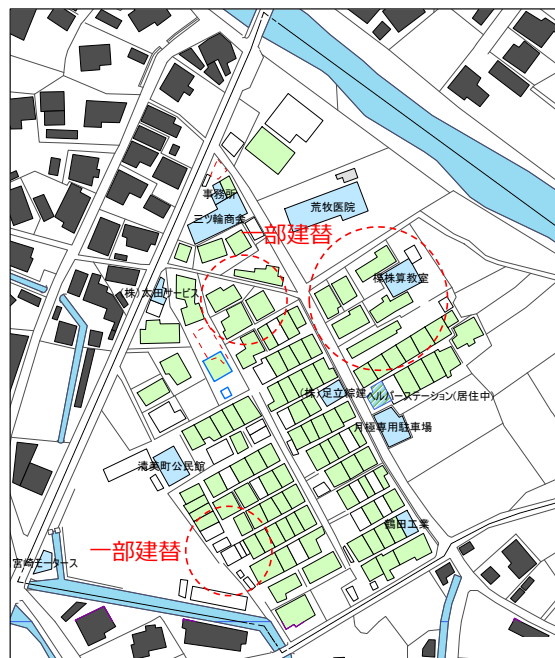 事務所
三ツ輪商会
荒牧医院
一部建替
標株算教室
(株)太田サービス
(株)足立綜建
ヘルパーステーション(居住中)
月極専用駐車場
清美町公民館
鶴田工業
一部建替
宮崎モータース